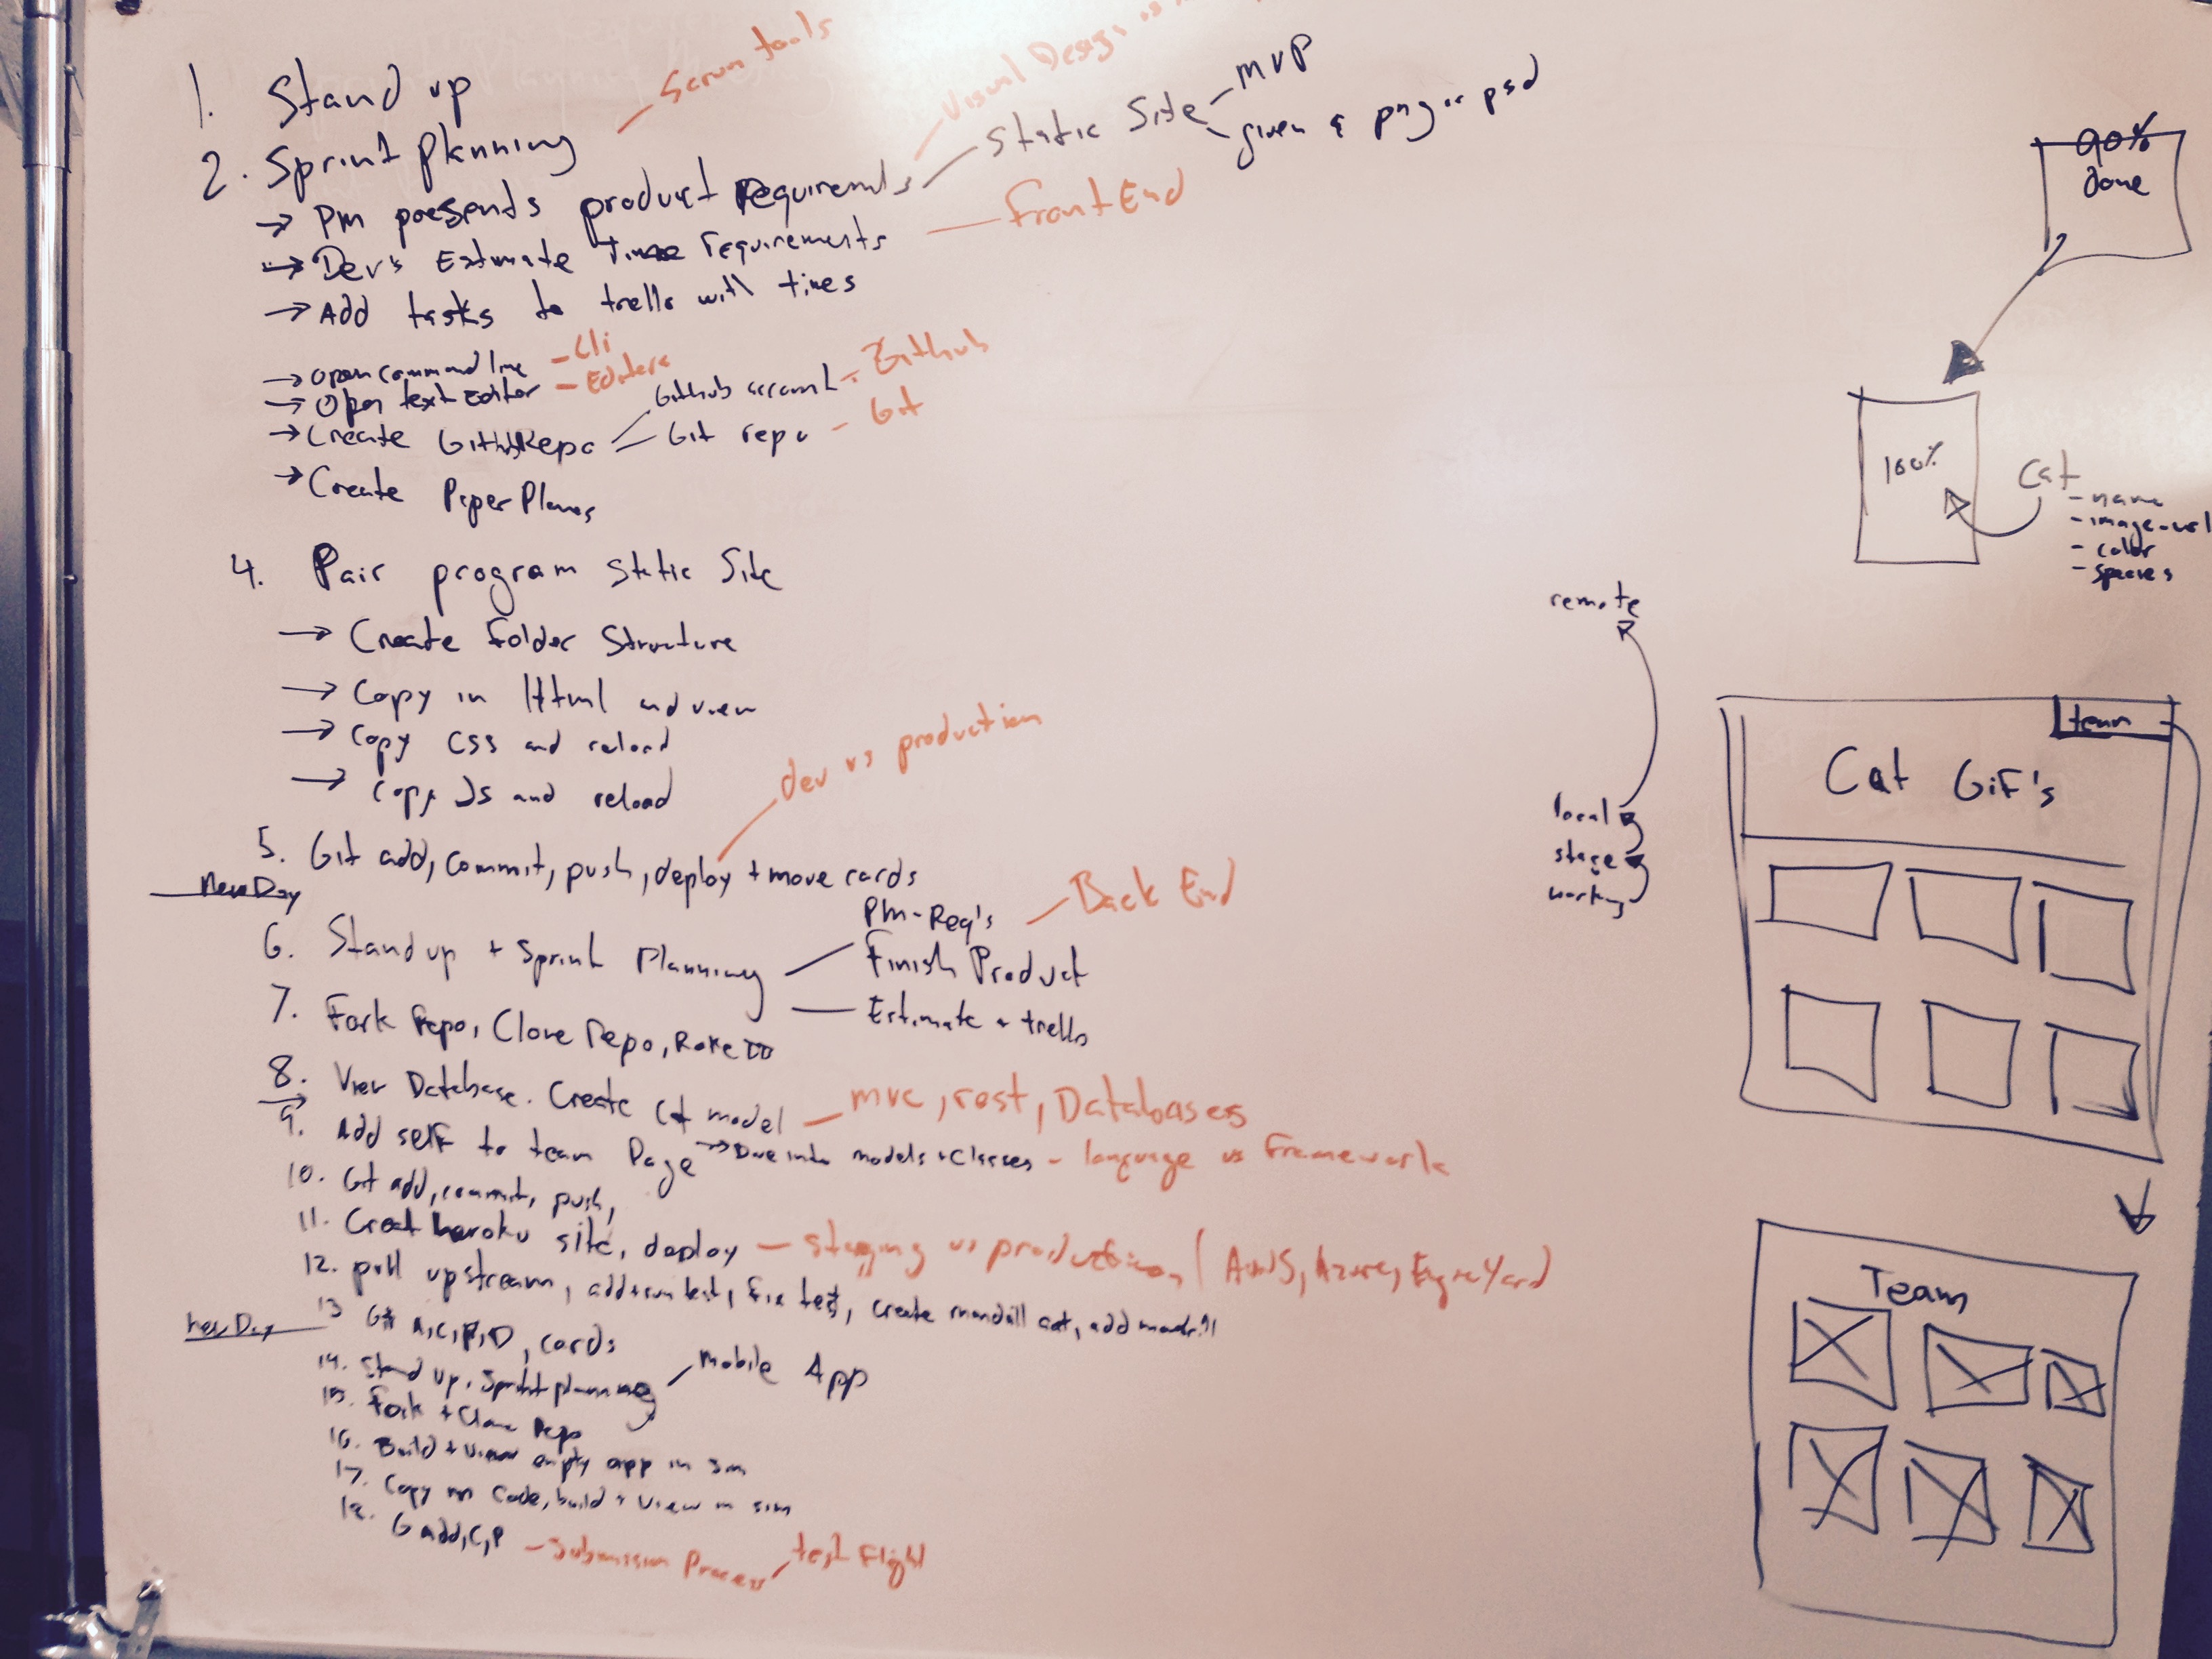 1. Stand up
Scrum tools
Visual Design
2. Sprint planning
→ PM presents product requiremts
Static Site
- MVP
- given a png or psd
→ Dev's Estimate Time requirements
Front End
→ Add tasks to trello with times
→ open command line
- Cli
→ Open text Editor
- Editors
→ Create Github Repo
Github account
- Github
Git repo
- Git
→ Create Paper Planes
4. Pair program static Site
→ Create Folder Structure
→ Copy in Html and view
→ Copy CSS and reload
→ Copy JS and reload
dev vs production
5. Git add, commit, push, deploy + move cards
New Day
6. Stand up + Sprint Planning
PM-Req's
Back End
Finish Product
Estimate + trello
7. Fork repo, Clone repo,
8. View Database. Create Cat model
- mvc, rest, Databases
9. Add self to team Page → Dive into models + Classes
- language vs Framework
10. Git add, commit, push,
11. Creat heroku site, deploy
- staging vs production, (AWS, Azure, EngineYard
12. pull upstream, add + run test, fix test, create mandrill act, add mandrill
13 Git A,C,P,D, cards
New Day
14. Stand up, Sprint planning
Mobile App
15. Fork + Clone Repo
16. Build + View empty app in sim
17. Copy in Code, build + View in sim
18. G add,C,P
- Submission Process
test Flight
90%
done
100%
Cat
- name
- image-url
- color
- species
remote
local
stage
working
team
Cat GiF's
Team